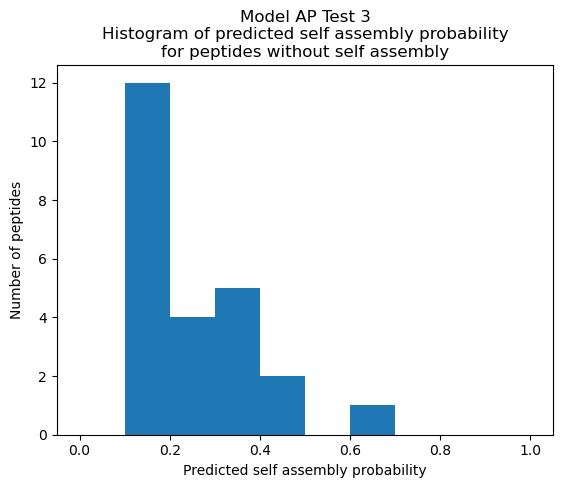 Model AP Test 3
Histogram of predicted self assembly probability
for peptides without self assembly
Number of peptides
12
10
8
6
4
2
0
0.0 0.2 0.4 0.6 0.8 1.0
Predicted self assembly probability